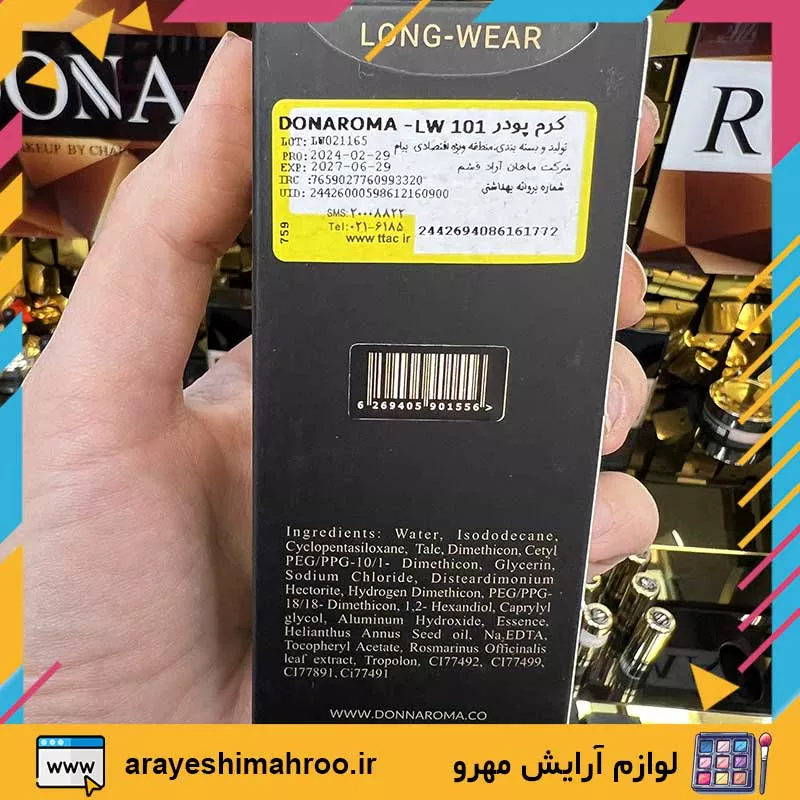 LONG-WEAR
ONNA
MAKEUP BY CHA
R
DONAROMA -LW 101 کرم پودر
LOT: LW021165
تولید و بسته بندی،منطقه ویژه اقتصادی پیام
PRO: 2024-02-29
شرکت ماهان آراد قشم
EXP: 2027-06-29
IRC :7659027760993320
شماره پروانه بهداشتی
UID: 24426000598612160900
759
SMS:۲۰۰۰۸۸۲۲
Tel:۰۲۱-۶۱۸۵
www ttac ir
2442694086161772
6 269405 901556 >
Ingredients: Water, Isododecane,
Cyclopentasiloxane, Talc, Dimethicon, Cetyl
PEG/PPG-10/1- Dimethicon, Glycerin,
Sodium Chloride, Disteardimonium
Hectorite, Hydrogen Dimethicon, PEG/PPG-
18/18- Dimethicon, 1,2- Hexandiol, Caprylyl
glycol, Aluminum Hydroxide, Essence,
Helianthus Annus Seed oil, Na,EDTA,
Tocopheryl Acetate, Rosmarinus Officinalis
leaf extract, Tropolon, CI77492, CI77499,
CI77891, Ci77491
WWW.DONNAROMA.CO
www
arayeshimahroo.ir
لوازم آرایش مهرو